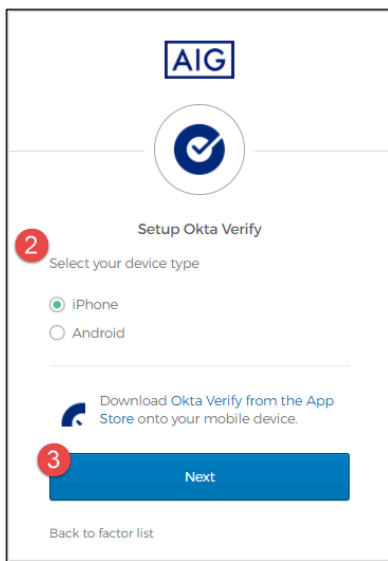 AIG
Setup Okta Verify
2
Select your device type
iPhone
Android
Download Okta Verify from the App
Store onto your mobile device.
3
Next
Back to factor list